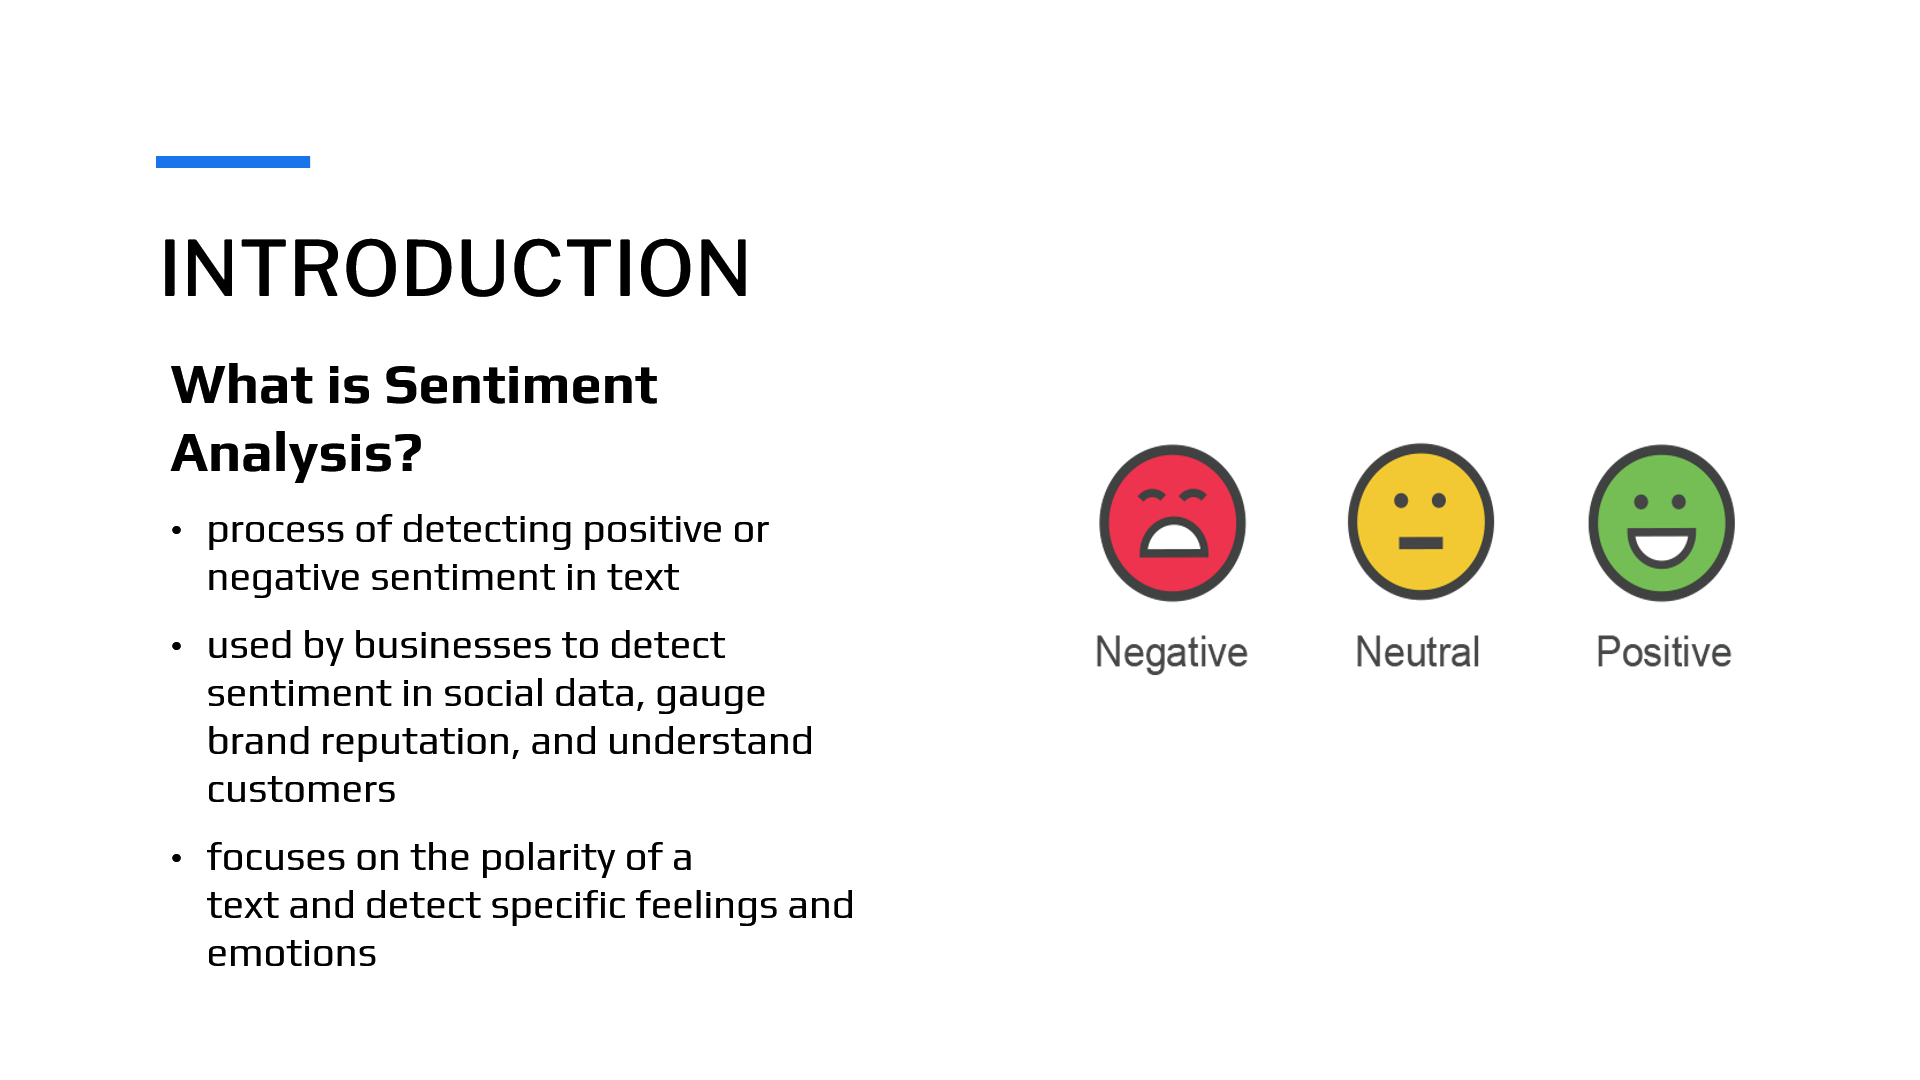 INTRODUCTION
What is Sentiment
Analysis?
• process of detecting positive or
negative sentiment in text
• used by businesses to detect
sentiment in social data, gauge
brand reputation, and understand
customers
• focuses on the polarity of a
text and detect specific feelings and
emotions
Negative
Neutral
Positive